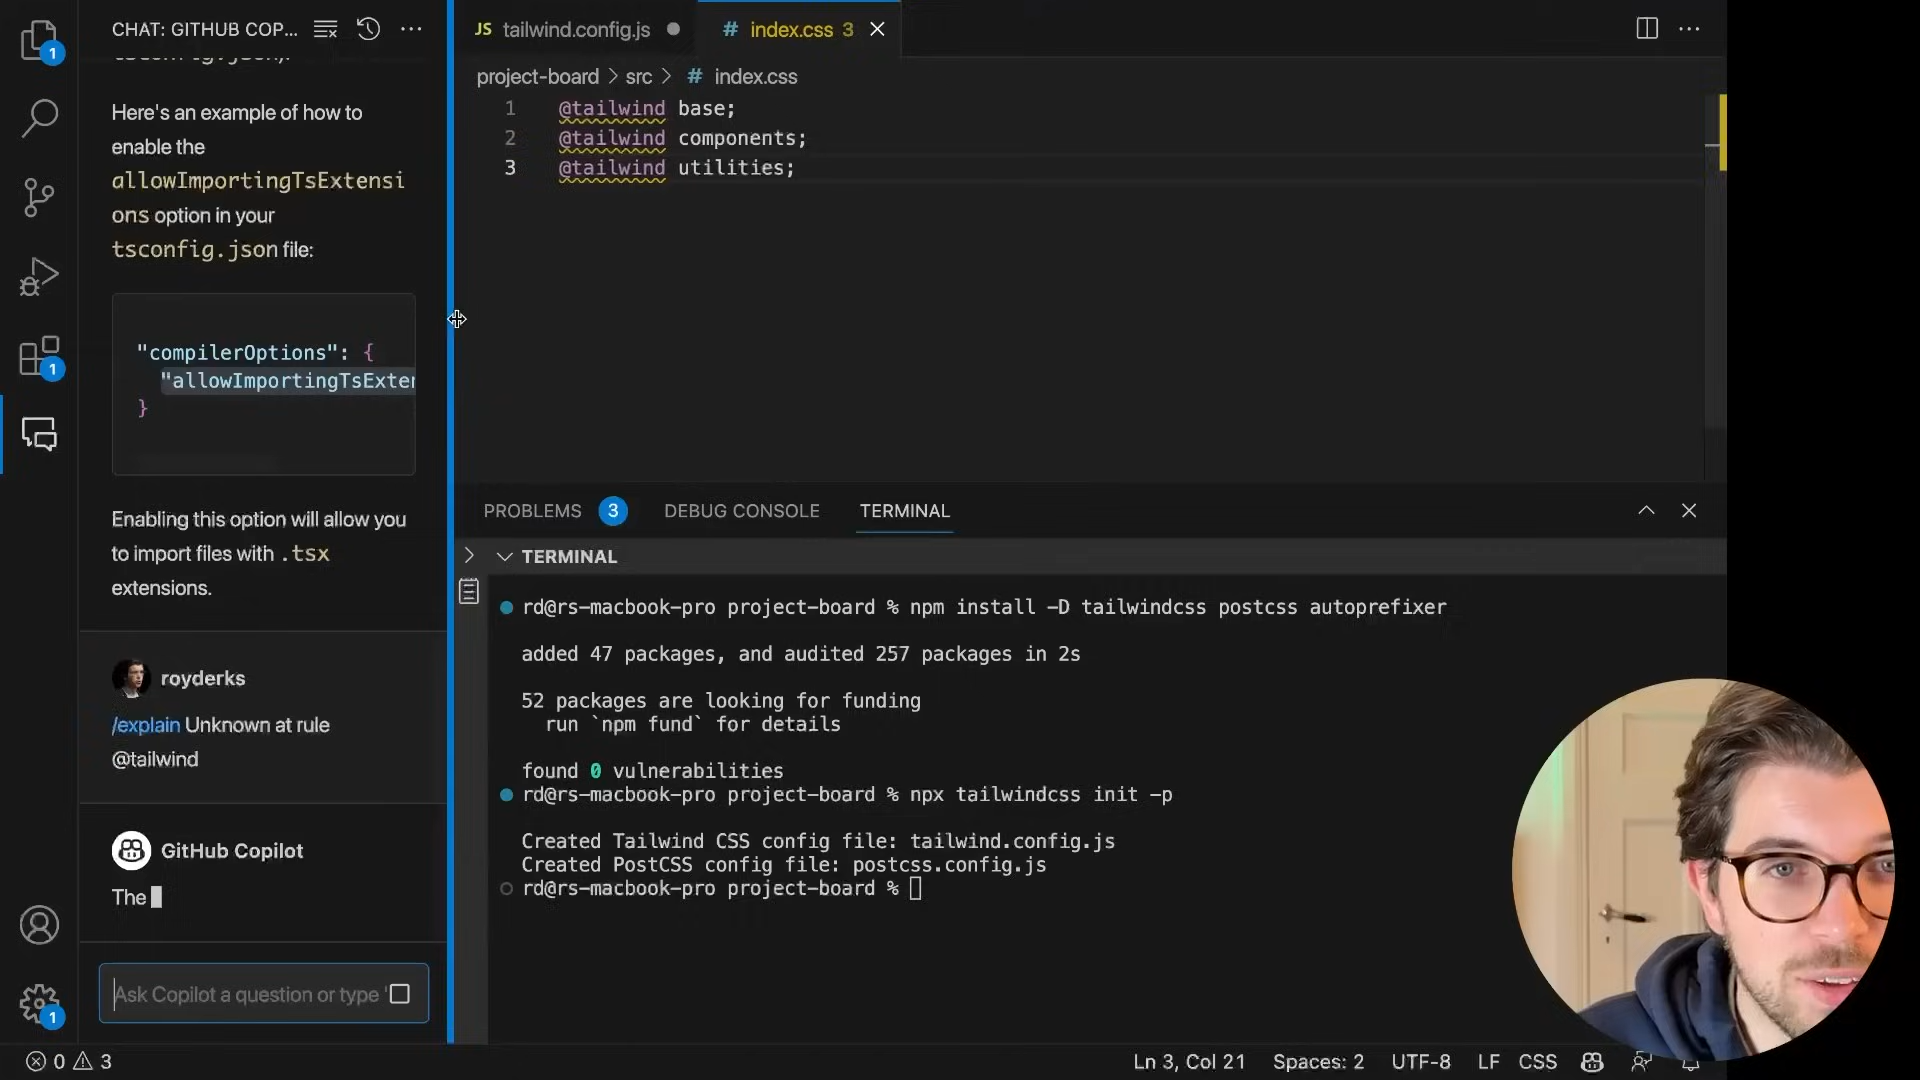 CHAT: GITHUB COP...
tsconfig.json).
Here's an example of how to
enable the
allowImportingTsExtensi
ons option in your
tsconfig.json file:
"compilerOptions": {
"allowImportingTsExten
}
Enabling this option will allow you
to import files with .tsx
extensions.
royderks
/explain Unknown at rule
@tailwind
GitHub Copilot
The
Ask Copilot a question or type '
JS tailwind.config.js
# index.css 3
project-board > src > # index.css
1 @tailwind base;
2 @tailwind components;
3 @tailwind utilities;
PROBLEMS 3 DEBUG CONSOLE TERMINAL
TERMINAL
rd@rs-macbook-pro project-board % npm install -D tailwindcss postcss autoprefixer
added 47 packages, and audited 257 packages in 2s
52 packages are looking for funding
run `npm fund` for details
found 0 vulnerabilities
rd@rs-macbook-pro project-board % npx tailwindcss init -p
Created Tailwind CSS config file: tailwind.config.js
Created PostCSS config file: postcss.config.js
rd@rs-macbook-pro project-board %
1
1
1
0 3
Ln 3, Col 21 Spaces: 2 UTF-8 LF CSS